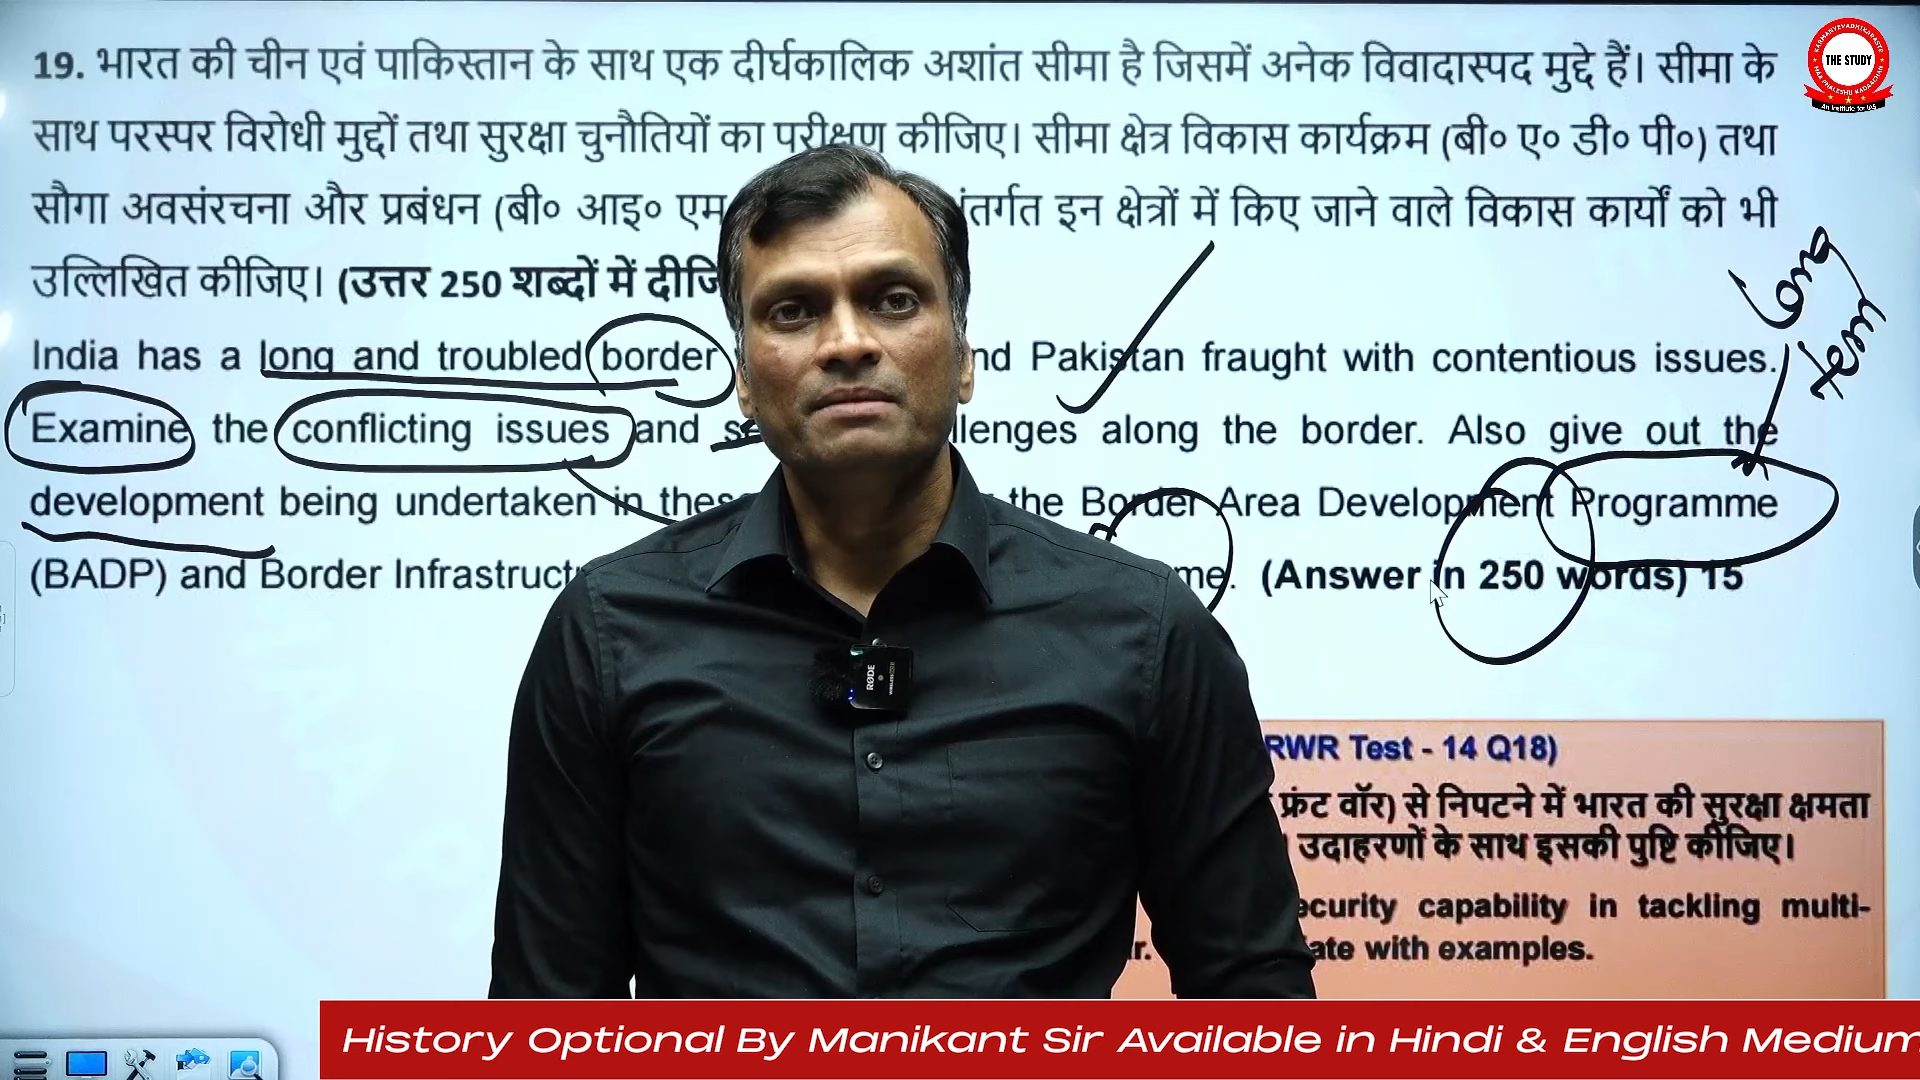 19. भारत की चीन एवं पाकिस्तान के साथ एक दीर्घकालिक अशांत सीमा है जिसमें अनेक विवादास्पद मुद्दे हैं। सीमा के
साथ परस्पर विरोधी मुद्दों तथा सुरक्षा चुनौतियों का परीक्षण कीजिए। सीमा क्षेत्र विकास कार्यक्रम (बी० ए० डी० पी०) तथा
सौगा अवसंरचना और प्रबंधन (बी० आइ० एम अंतर्गत इन क्षेत्रों में किए जाने वाले विकास कार्यों को भी
उल्लिखित कीजिए। (उत्तर 250 शब्दों में दीजि
India has a long and troubled border nd Pakistan fraught with contentious issues.
Examine the conflicting issues and se llenges along the border. Also give out the
development being undertaken in these the Border Area Development Programme
(BADP) and Border Infrastruct me. (Answer in 250 words) 15
RWR Test - 14 Q18)
फ्रंट वॉर) से निपटने में भारत की सुरक्षा क्षमता
उदाहरणों के साथ इसकी पुष्टि कीजिए।
ecurity capability in tackling multi-
r. ate with examples.
THE STUDY
An Institute for IAS
RØDE
History Optional By Manikant Sir Available in Hindi & English Medium